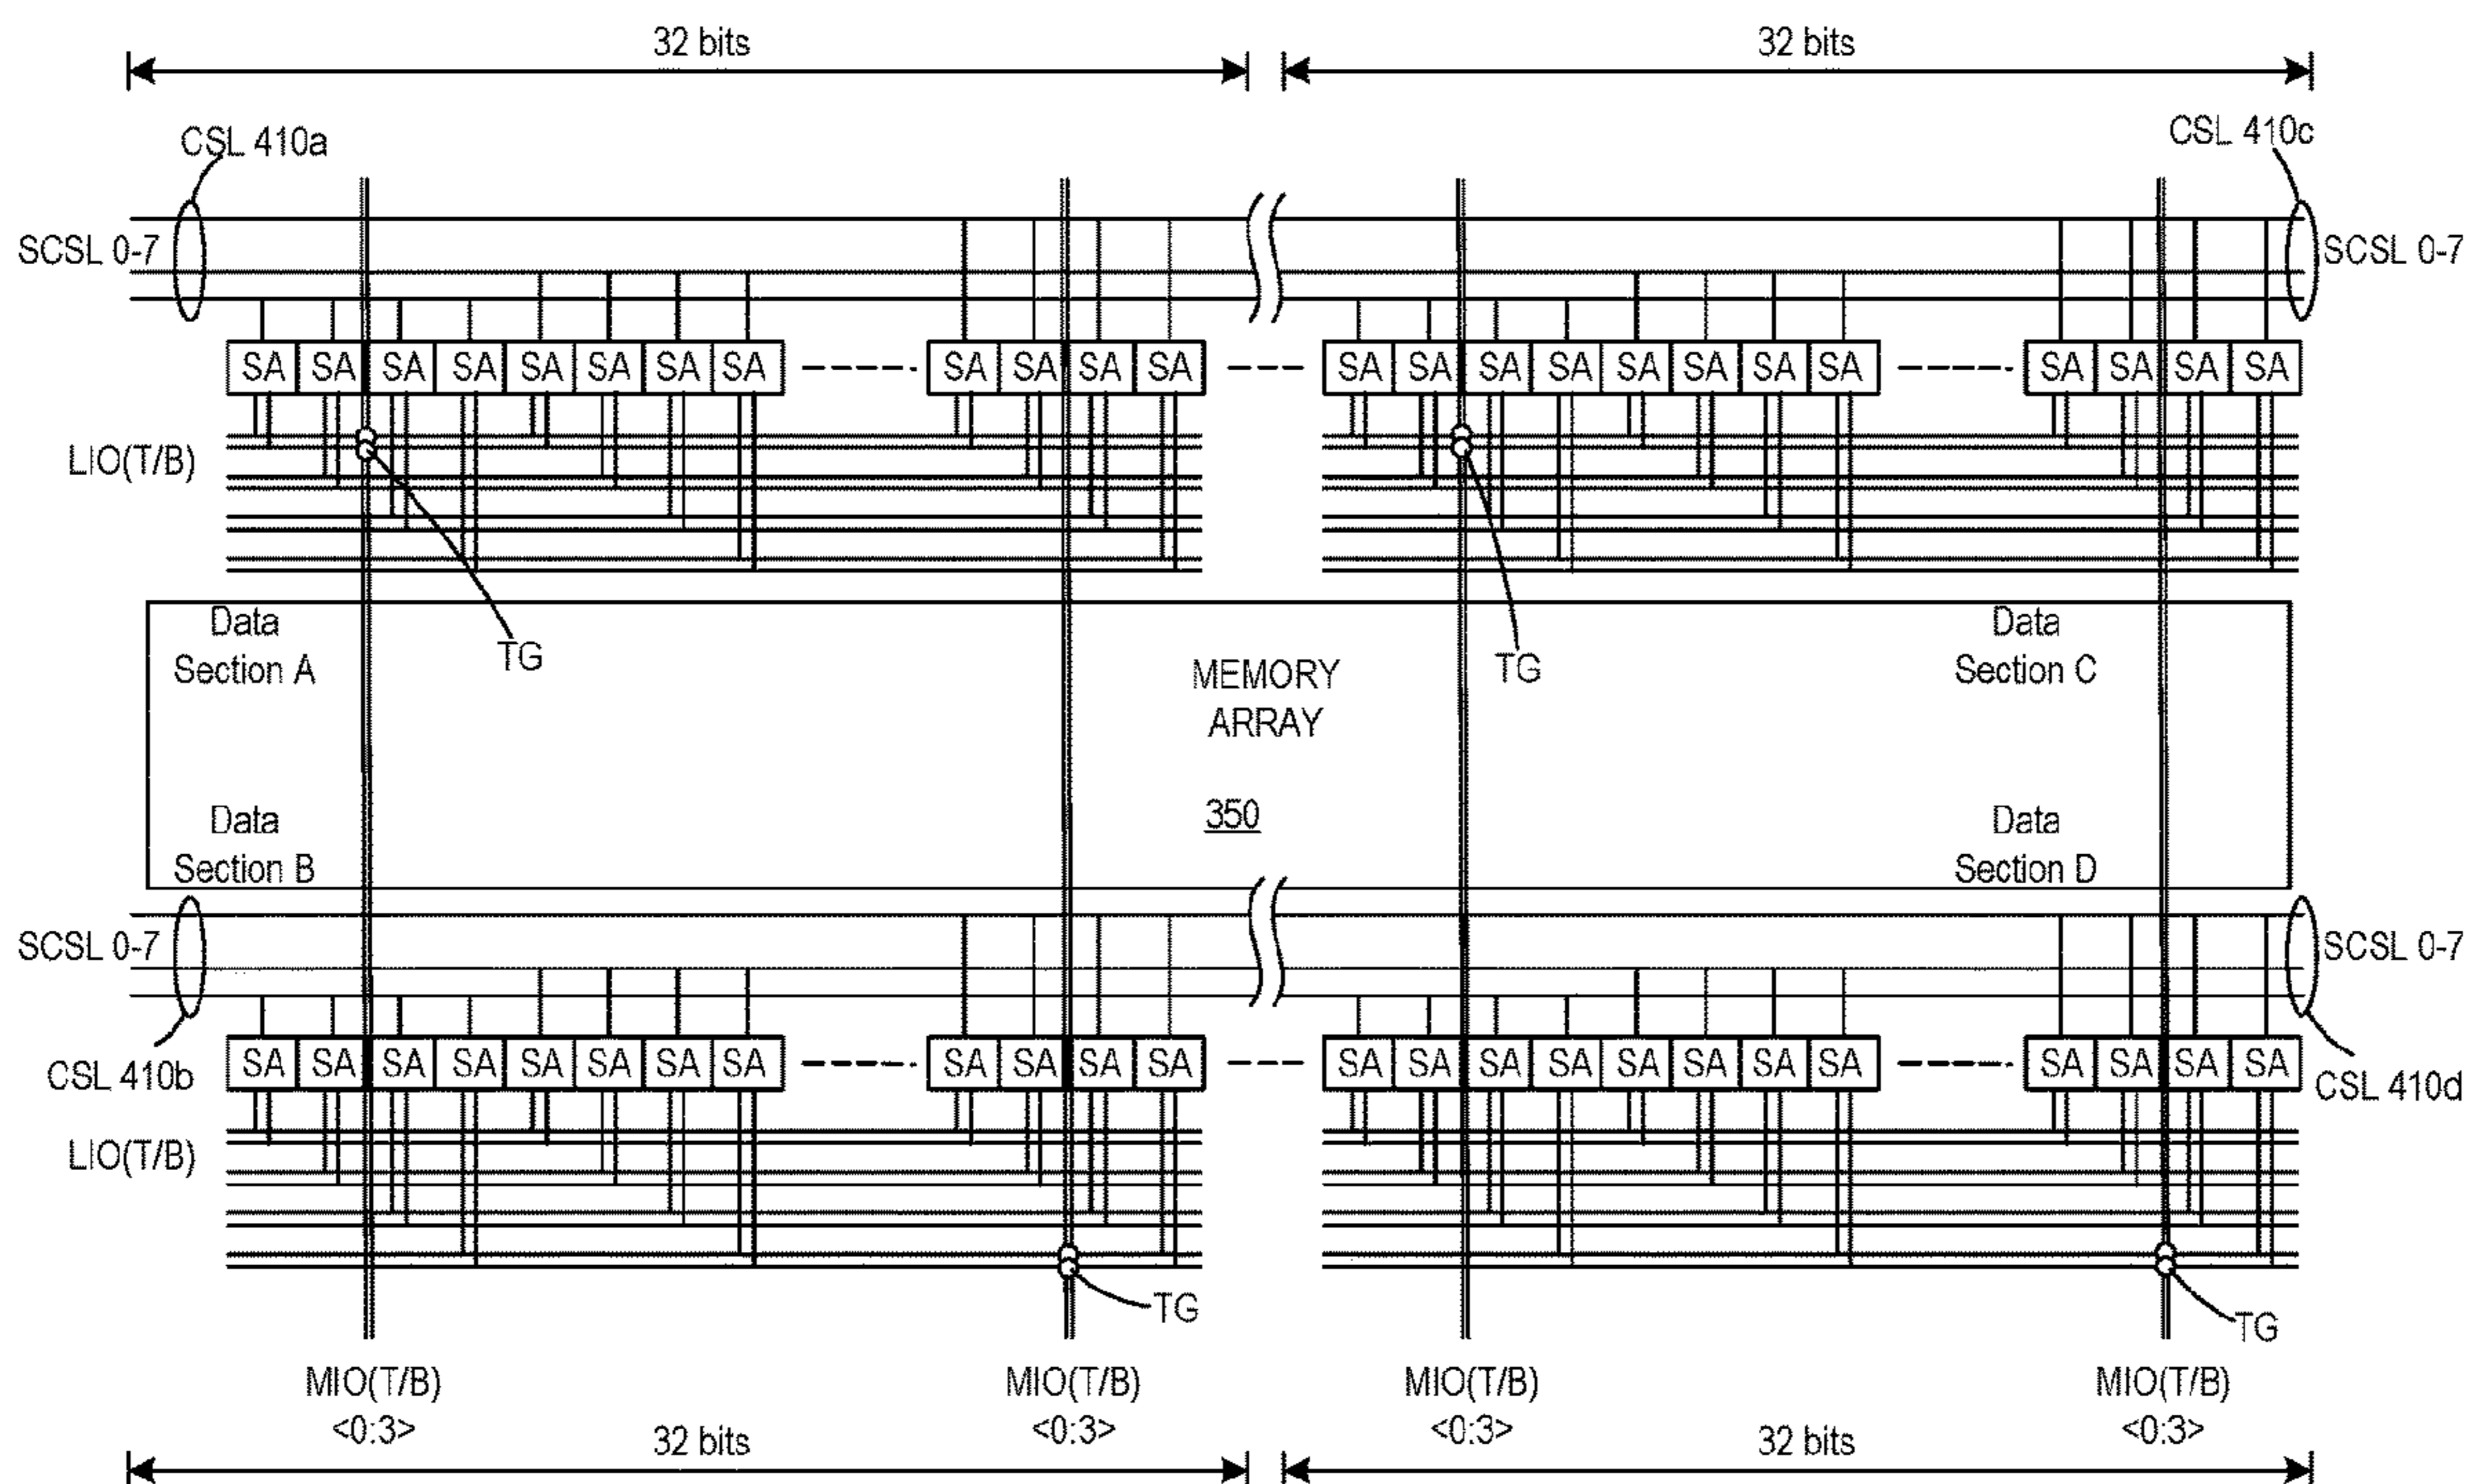 32 bits 32 bits
CSL 410a CSL 410c
SCSL 0-7 SCSL 0-7
SA SA SA SA SA SA SA SA SA SA SA SA SA SA SA SA SA SA SA SA SA SA SA SA
LIO(T/B)
Data Data
Section A TG MEMORY TG Section C
ARRAY
Data 350 Data
Section B Section D
SCSL 0-7 SCSL 0-7
SA SA SA SA SA SA SA SA SA SA SA SA SA SA SA SA SA SA SA SA SA SA SA SA
CSL 410b CSL 410d
LIO(T/B)
TG TG
MIO(T/B) MIO(T/B) MIO(T/B) MIO(T/B)
<0:3> <0:3> <0:3> <0:3>
32 bits 32 bits